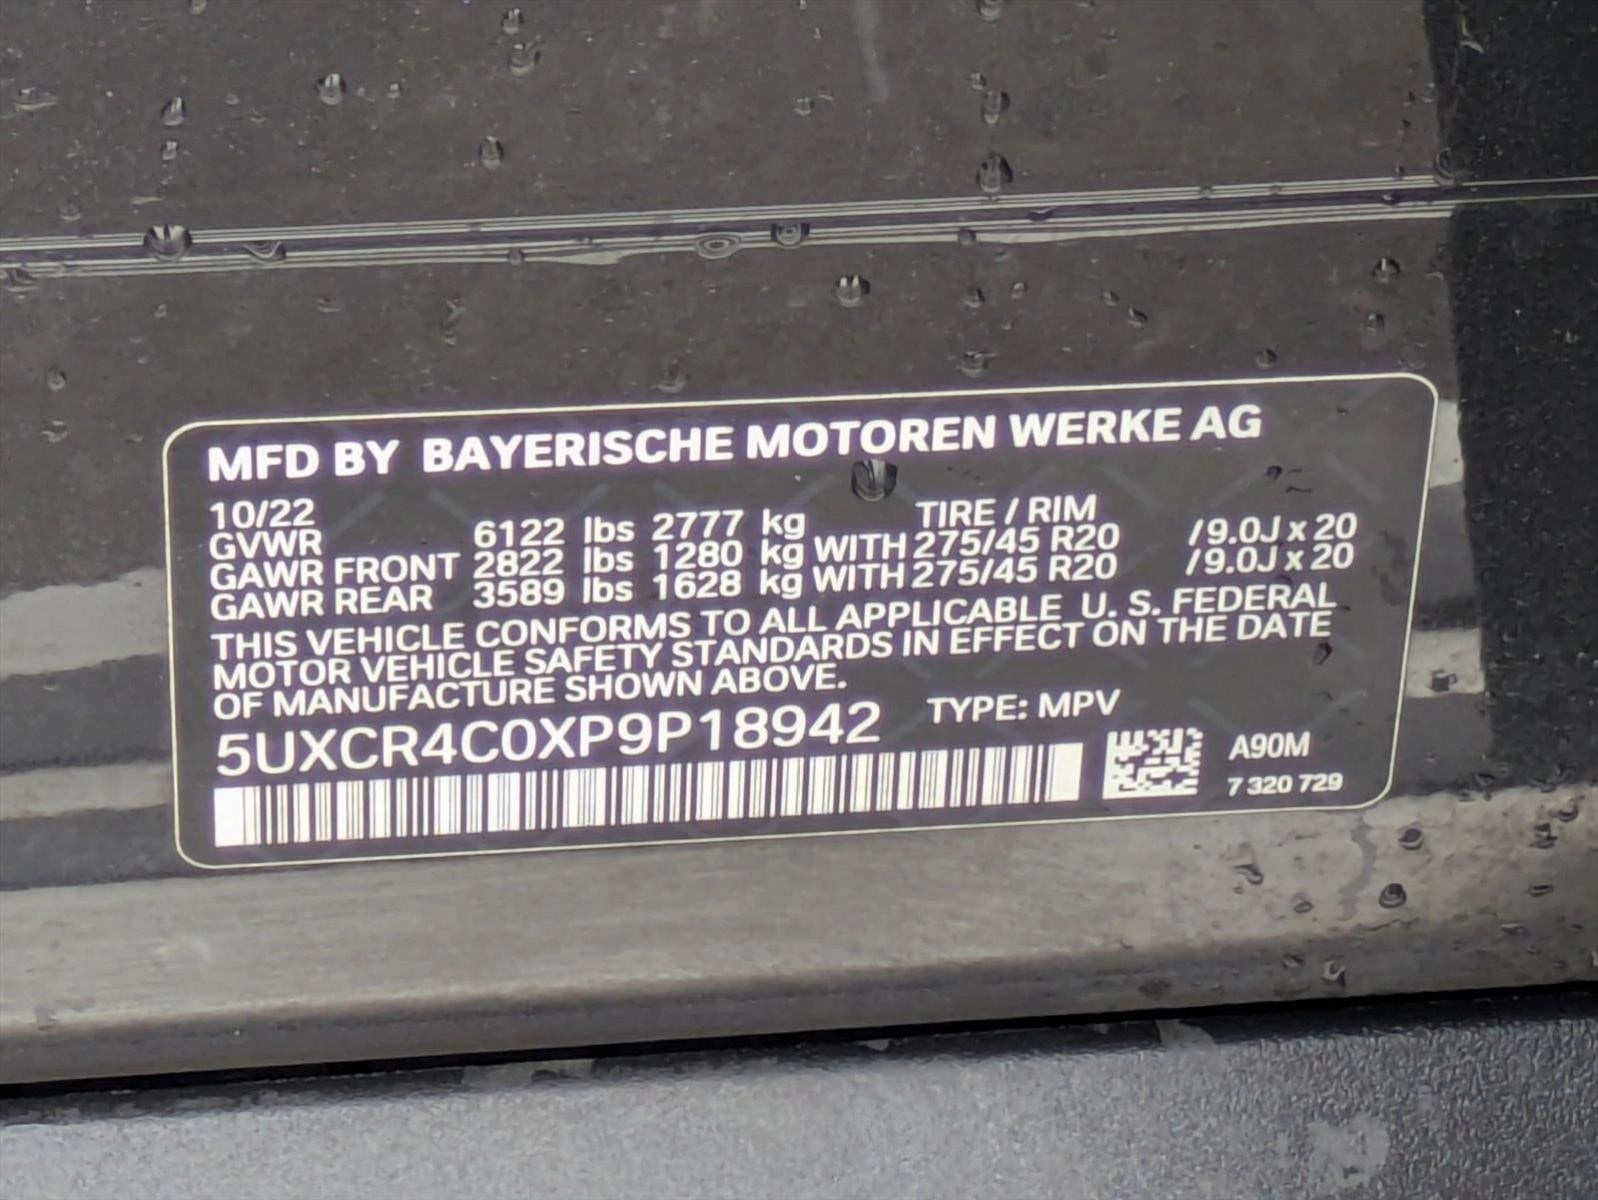 MFD BY BAYERISCHE MOTOREN WERKE AG
10/22 TIRE / RIM
GVWR 6122 lbs 2777 kg
GAWR FRONT 2822 lbs 1280 kg WITH 275/45 R20 /9.0J x 20
GAWR REAR 3589 lbs 1628 kg WITH 275/45 R20 /9.0J x 20
THIS VEHICLE CONFORMS TO ALL APPLICABLE U. S. FEDERAL
MOTOR VEHICLE SAFETY STANDARDS IN EFFECT ON THE DATE
OF MANUFACTURE SHOWN ABOVE.
5UXCR4C0XP9P18942 TYPE: MPV
A90M
7 320 729